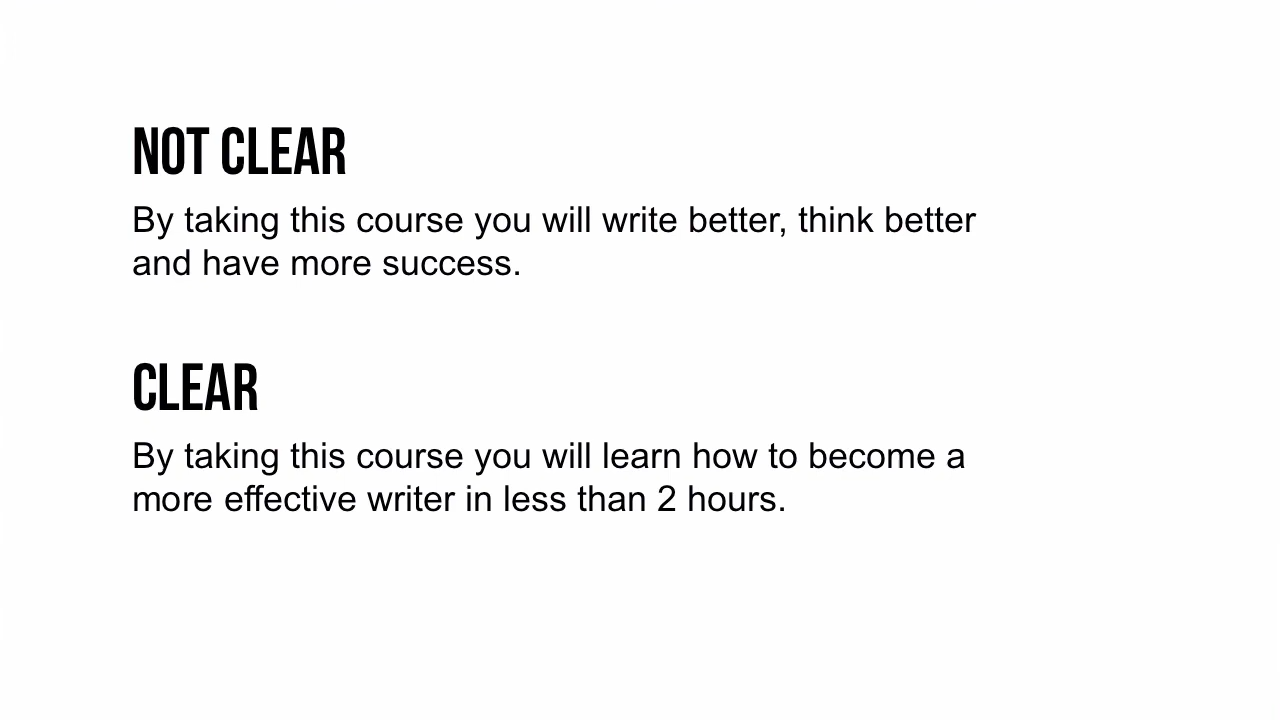 NOT CLEAR
By taking this course you will write better, think better
and have more success.
CLEAR
By taking this course you will learn how to become a
more effective writer in less than 2 hours.